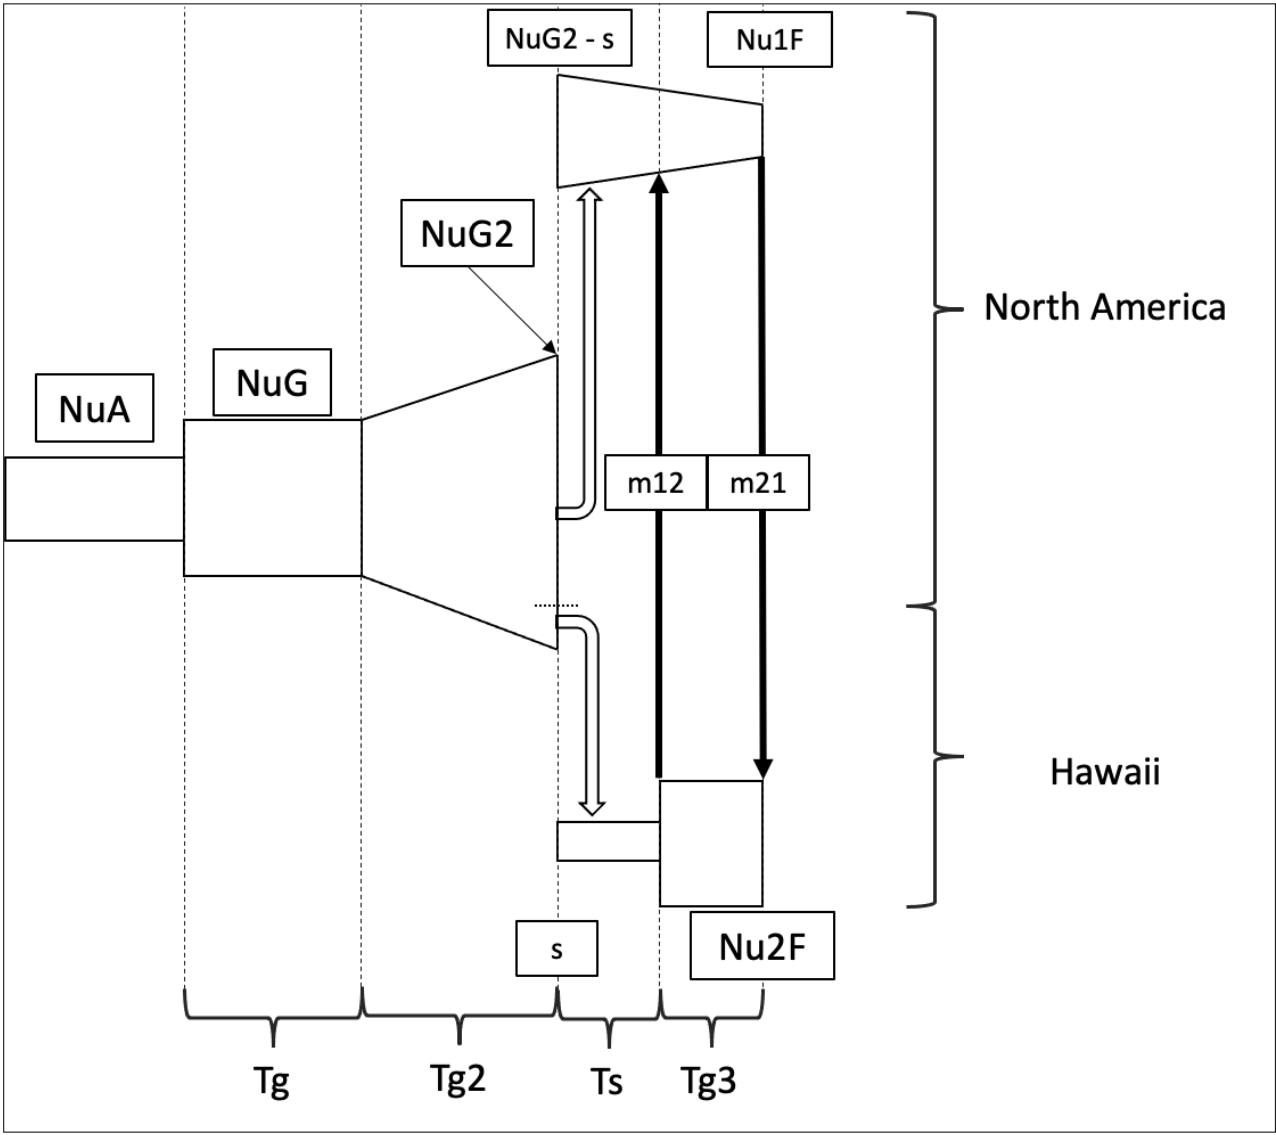 NuG2 - s
Nu1F
NuG2
North America
NuG
NuA
m12
m21
Hawaii
s
Nu2F
Tg
Tg2
Ts
Tg3